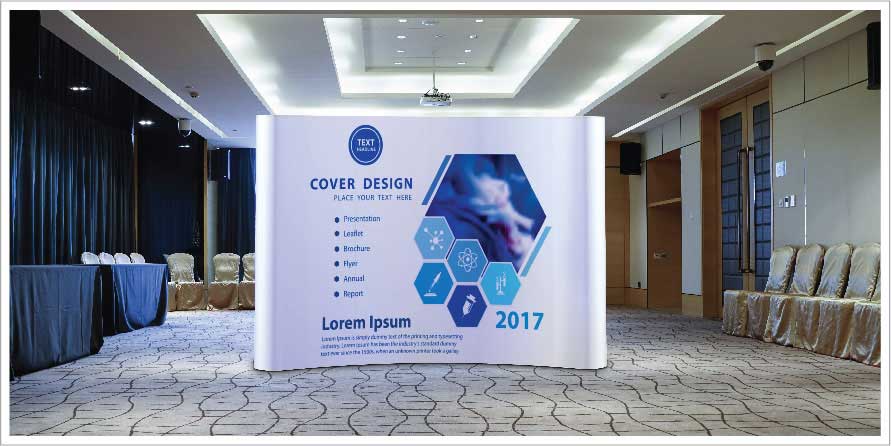 TEXT
HEADLINE
COVER DESIGN
PLACE YOUR TEXT HERE
Presentation
Leaflet
Brochure
Flyer
Annual
Report
Lorem Ipsum
2017
Lorem Ipsum is simply dummy text of the printing and typesetting
industry. Lorem Ipsum has been the industry's standard dummy
text ever since the 1500s, when an unknown printer took a galley